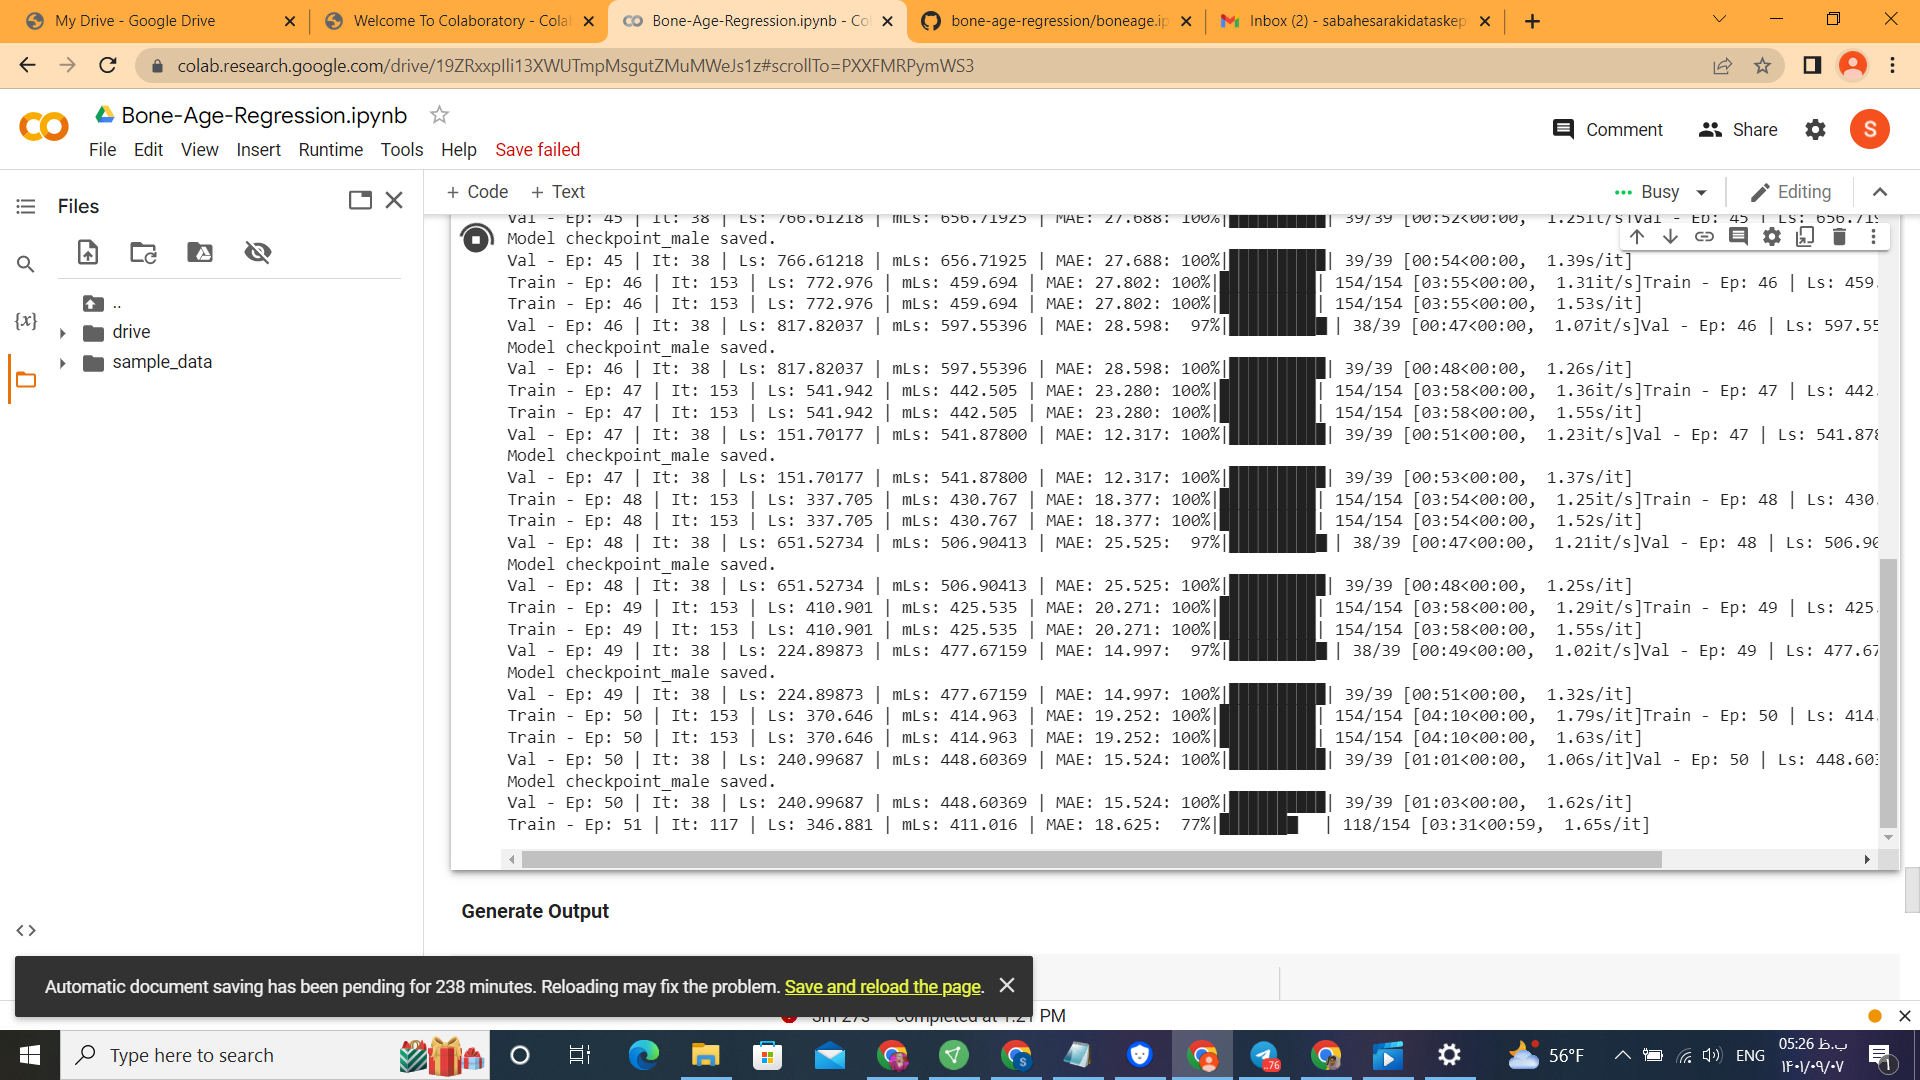 My Drive - Google Drive
Welcome To Colaboratory - Colab
Bone-Age-Regression.ipynb - Co
bone-age-regression/boneage.ip
Inbox (2) - sabahesarakidataskep
colab.research.google.com/drive/19ZRxxpIli13XWUTmpMsgutZMuMWeJs1z#scrollTo=PXXFMRPymWS3
Bone-Age-Regression.ipynb
Comment
Share
S
File Edit View Insert Runtime Tools Help Save failed
Files
+ Code + Text
Busy
Editing
..
drive
sample_data
{x}
Val - Ep: 45 | It: 38 | Ls: 766.61218 | mLs: 656.71925 | MAE: 27.688: 100%|██████████| 39/39 [00:52<00:00, 1.25it/s]Val - Ep: 45 | Ls: 656.719
Model checkpoint_male saved.
Val - Ep: 45 | It: 38 | Ls: 766.61218 | mLs: 656.71925 | MAE: 27.688: 100%|██████████| 39/39 [00:54<00:00, 1.39s/it]
Train - Ep: 46 | It: 153 | Ls: 772.976 | mLs: 459.694 | MAE: 27.802: 100%|██████████| 154/154 [03:55<00:00, 1.31it/s]Train - Ep: 46 | Ls: 459.
Train - Ep: 46 | It: 153 | Ls: 772.976 | mLs: 459.694 | MAE: 27.802: 100%|██████████| 154/154 [03:55<00:00, 1.53s/it]
Val - Ep: 46 | It: 38 | Ls: 817.82037 | mLs: 597.55396 | MAE: 28.598: 97%|██████████ | 38/39 [00:47<00:00, 1.07it/s]Val - Ep: 46 | Ls: 597.55
Model checkpoint_male saved.
Val - Ep: 46 | It: 38 | Ls: 817.82037 | mLs: 597.55396 | MAE: 28.598: 100%|██████████| 39/39 [00:48<00:00, 1.26s/it]
Train - Ep: 47 | It: 153 | Ls: 541.942 | mLs: 442.505 | MAE: 23.280: 100%|██████████| 154/154 [03:58<00:00, 1.36it/s]Train - Ep: 47 | Ls: 442.
Train - Ep: 47 | It: 153 | Ls: 541.942 | mLs: 442.505 | MAE: 23.280: 100%|██████████| 154/154 [03:58<00:00, 1.55s/it]
Val - Ep: 47 | It: 38 | Ls: 151.70177 | mLs: 541.87800 | MAE: 12.317: 100%|██████████| 39/39 [00:51<00:00, 1.23it/s]Val - Ep: 47 | Ls: 541.878
Model checkpoint_male saved.
Val - Ep: 47 | It: 38 | Ls: 151.70177 | mLs: 541.87800 | MAE: 12.317: 100%|██████████| 39/39 [00:53<00:00, 1.37s/it]
Train - Ep: 48 | It: 153 | Ls: 337.705 | mLs: 430.767 | MAE: 18.377: 100%|██████████| 154/154 [03:54<00:00, 1.25it/s]Train - Ep: 48 | Ls: 430.
Train - Ep: 48 | It: 153 | Ls: 337.705 | mLs: 430.767 | MAE: 18.377: 100%|██████████| 154/154 [03:54<00:00, 1.52s/it]
Val - Ep: 48 | It: 38 | Ls: 651.52734 | mLs: 506.90413 | MAE: 25.525: 97%|██████████ | 38/39 [00:47<00:00, 1.21it/s]Val - Ep: 48 | Ls: 506.90
Model checkpoint_male saved.
Val - Ep: 48 | It: 38 | Ls: 651.52734 | mLs: 506.90413 | MAE: 25.525: 100%|██████████| 39/39 [00:48<00:00, 1.25s/it]
Train - Ep: 49 | It: 153 | Ls: 410.901 | mLs: 425.535 | MAE: 20.271: 100%|██████████| 154/154 [03:58<00:00, 1.29it/s]Train - Ep: 49 | Ls: 425.
Train - Ep: 49 | It: 153 | Ls: 410.901 | mLs: 425.535 | MAE: 20.271: 100%|██████████| 154/154 [03:58<00:00, 1.55s/it]
Val - Ep: 49 | It: 38 | Ls: 224.89873 | mLs: 477.67159 | MAE: 14.997: 97%|██████████ | 38/39 [00:49<00:00, 1.02it/s]Val - Ep: 49 | Ls: 477.67
Model checkpoint_male saved.
Val - Ep: 49 | It: 38 | Ls: 224.89873 | mLs: 477.67159 | MAE: 14.997: 100%|██████████| 39/39 [00:51<00:00, 1.32s/it]
Train - Ep: 50 | It: 153 | Ls: 370.646 | mLs: 414.963 | MAE: 19.252: 100%|██████████| 154/154 [04:10<00:00, 1.79s/it]Train - Ep: 50 | Ls: 414.
Train - Ep: 50 | It: 153 | Ls: 370.646 | mLs: 414.963 | MAE: 19.252: 100%|██████████| 154/154 [04:10<00:00, 1.63s/it]
Val - Ep: 50 | It: 38 | Ls: 240.99687 | mLs: 448.60369 | MAE: 15.524: 100%|██████████| 39/39 [01:01<00:00, 1.06s/it]Val - Ep: 50 | Ls: 448.603
Model checkpoint_male saved.
Val - Ep: 50 | It: 38 | Ls: 240.99687 | mLs: 448.60369 | MAE: 15.524: 100%|██████████| 39/39 [01:03<00:00, 1.62s/it]
Train - Ep: 51 | It: 117 | Ls: 346.881 | mLs: 411.016 | MAE: 18.625: 77%|████████ | 118/154 [03:31<00:59, 1.65s/it]
Generate Output
Automatic document saving has been pending for 238 minutes. Reloading may fix the problem. Save and reload the page.
3m 27s completed at 1:21 PM
Type here to search
..76
56°F
ENG
05:26 ب.ظ
۱۴۰۱/۰۹/۰۷
1